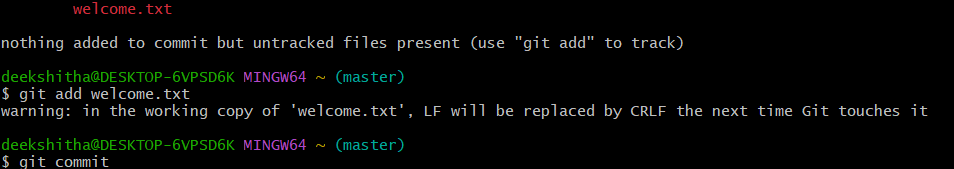 welcome.txt
nothing added to commit but untracked files present (use "git add" to track)
deekshitha@DESKTOP-6VPSD6K MINGW64 ~ (master)
$ git add welcome.txt
warning: in the working copy of 'welcome.txt', LF will be replaced by CRLF the next time Git touches it
deekshitha@DESKTOP-6VPSD6K MINGW64 ~ (master)
$ git commit